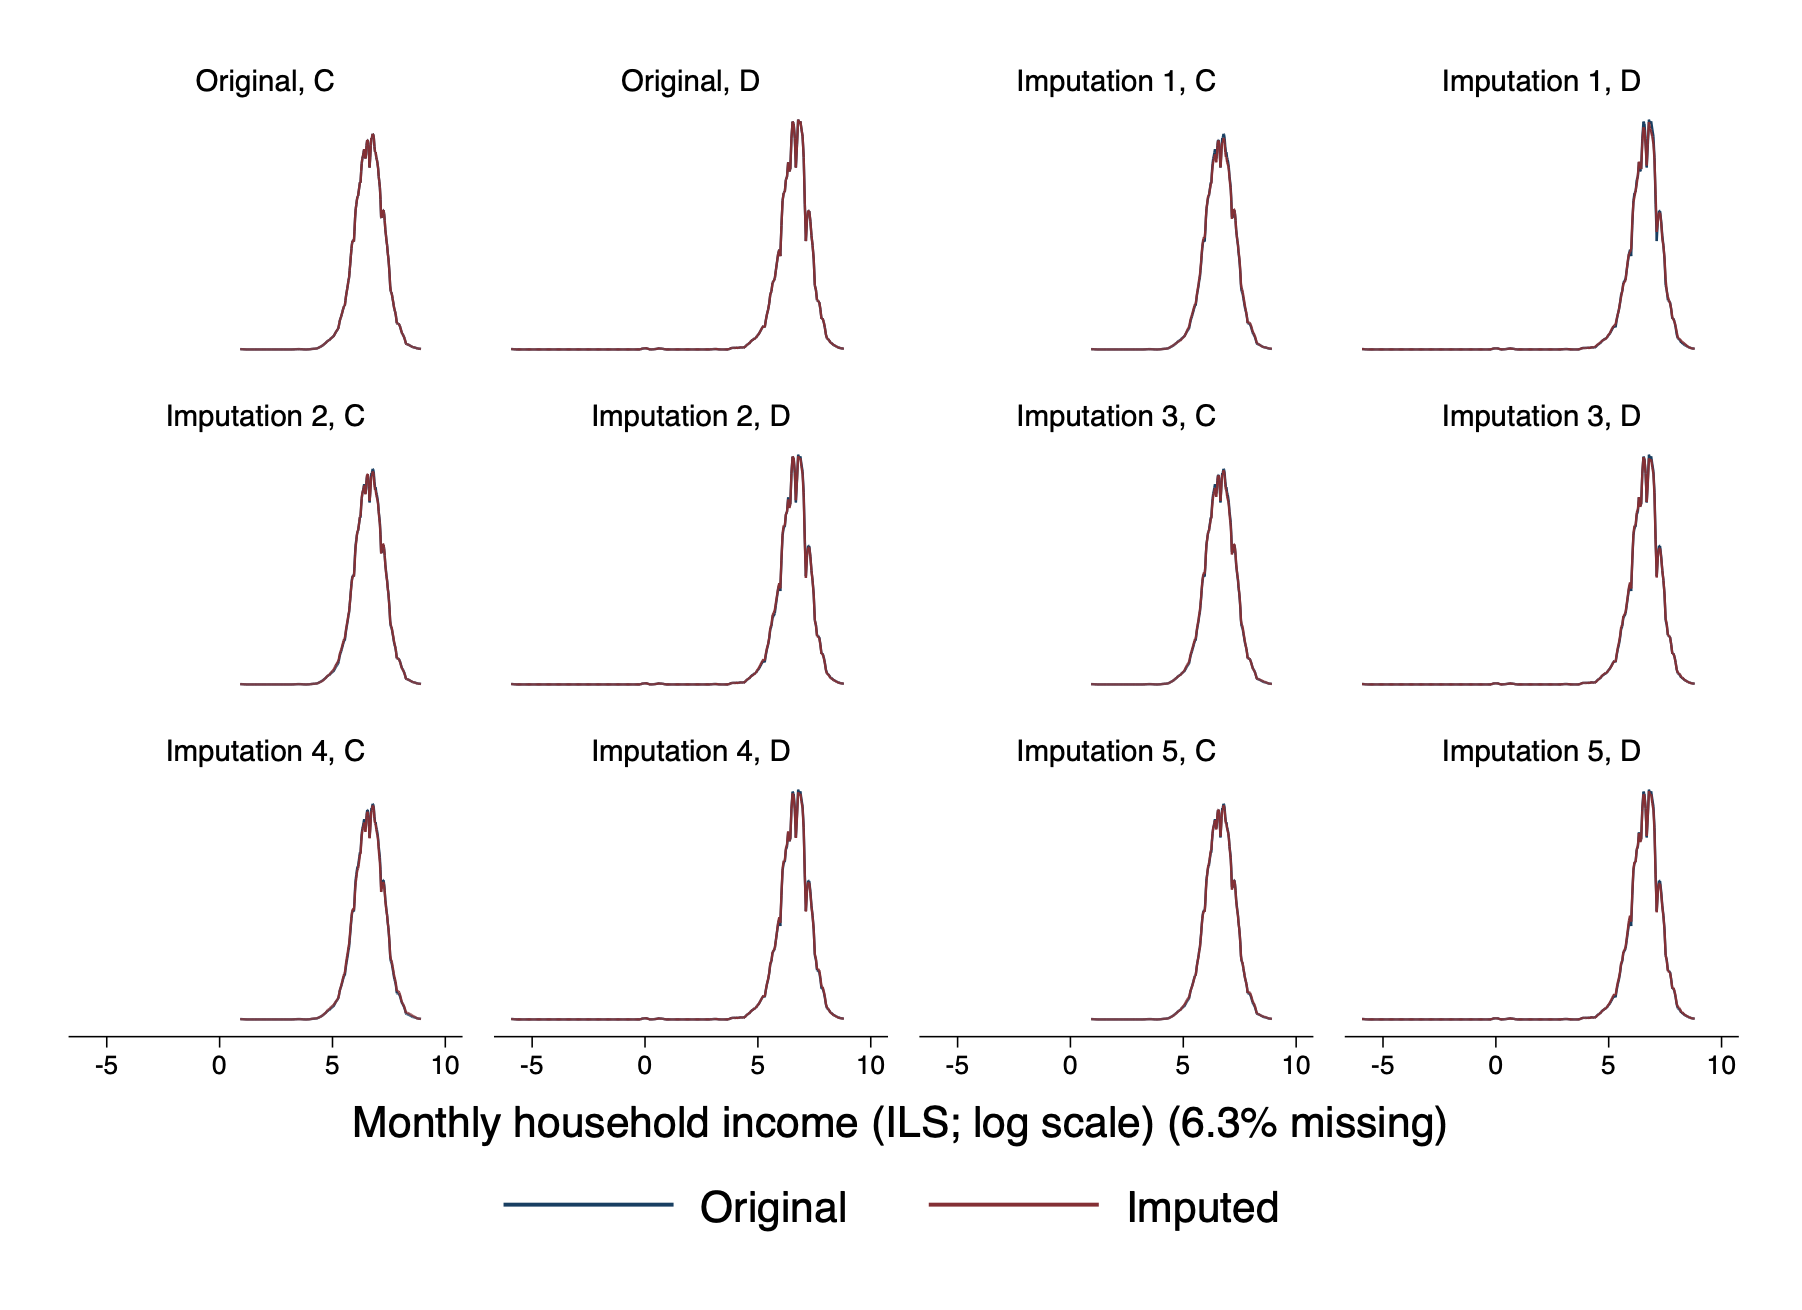 Original, C
Original, D
Imputation 1, C
Imputation 1, D
Imputation 2, C
Imputation 2, D
Imputation 3, C
Imputation 3, D
Imputation 4, C
Imputation 4, D
Imputation 5, C
Imputation 5, D
-5 0 5 10 -5 0 5 10 -5 0 5 10 -5 0 5 10
Monthly household income (ILS; log scale) (6.3% missing)
Original Imputed